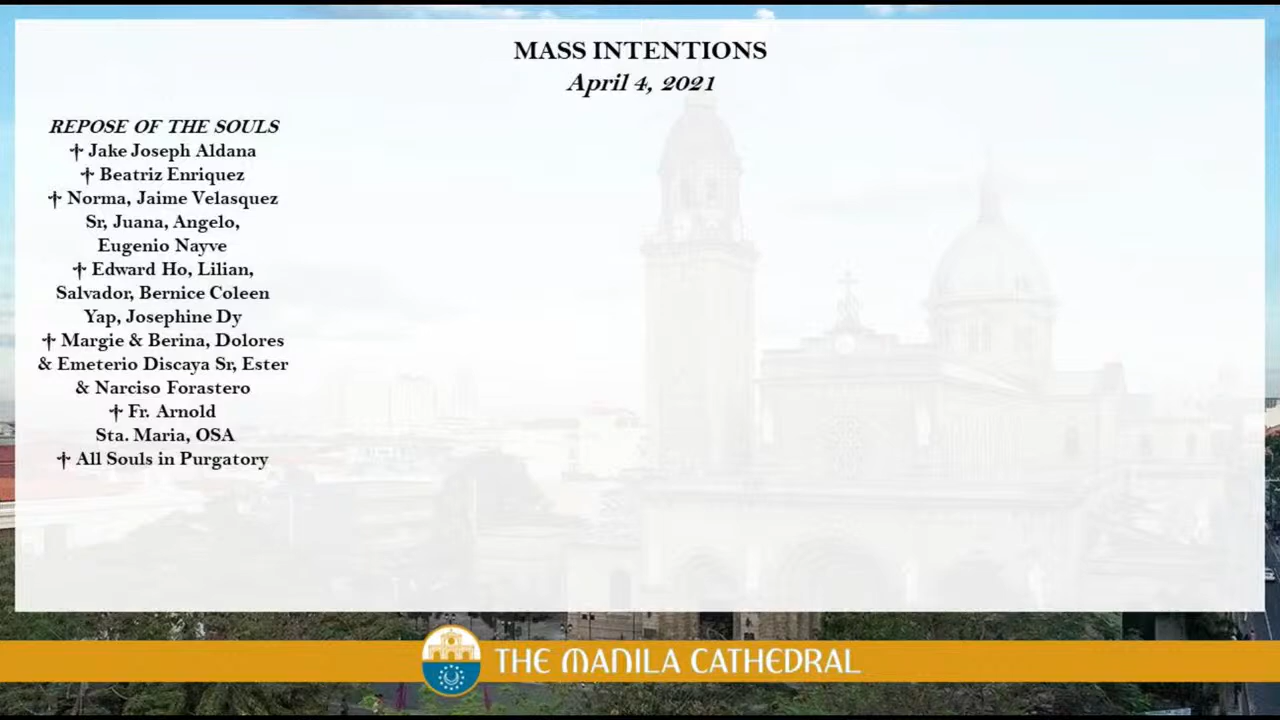 MASS INTENTIONS
April 4, 2021
REPOSE OF THE SOULS
✝ Jake Joseph Aldana
✝ Beatriz Enriquez
✝ Norma, Jaime Velasquez
Sr, Juana, Angelo,
Eugenio Nayve
✝ Edward Ho, Lilian,
Salvador, Bernice Coleen
Yap, Josephine Dy
✝ Margie & Berina, Dolores
& Emeterio Discaya Sr, Ester
& Narciso Forastero
✝ Fr. Arnold
Sta. Maria, OSA
✝ All Souls in Purgatory
THE MANILA CATHEDRAL